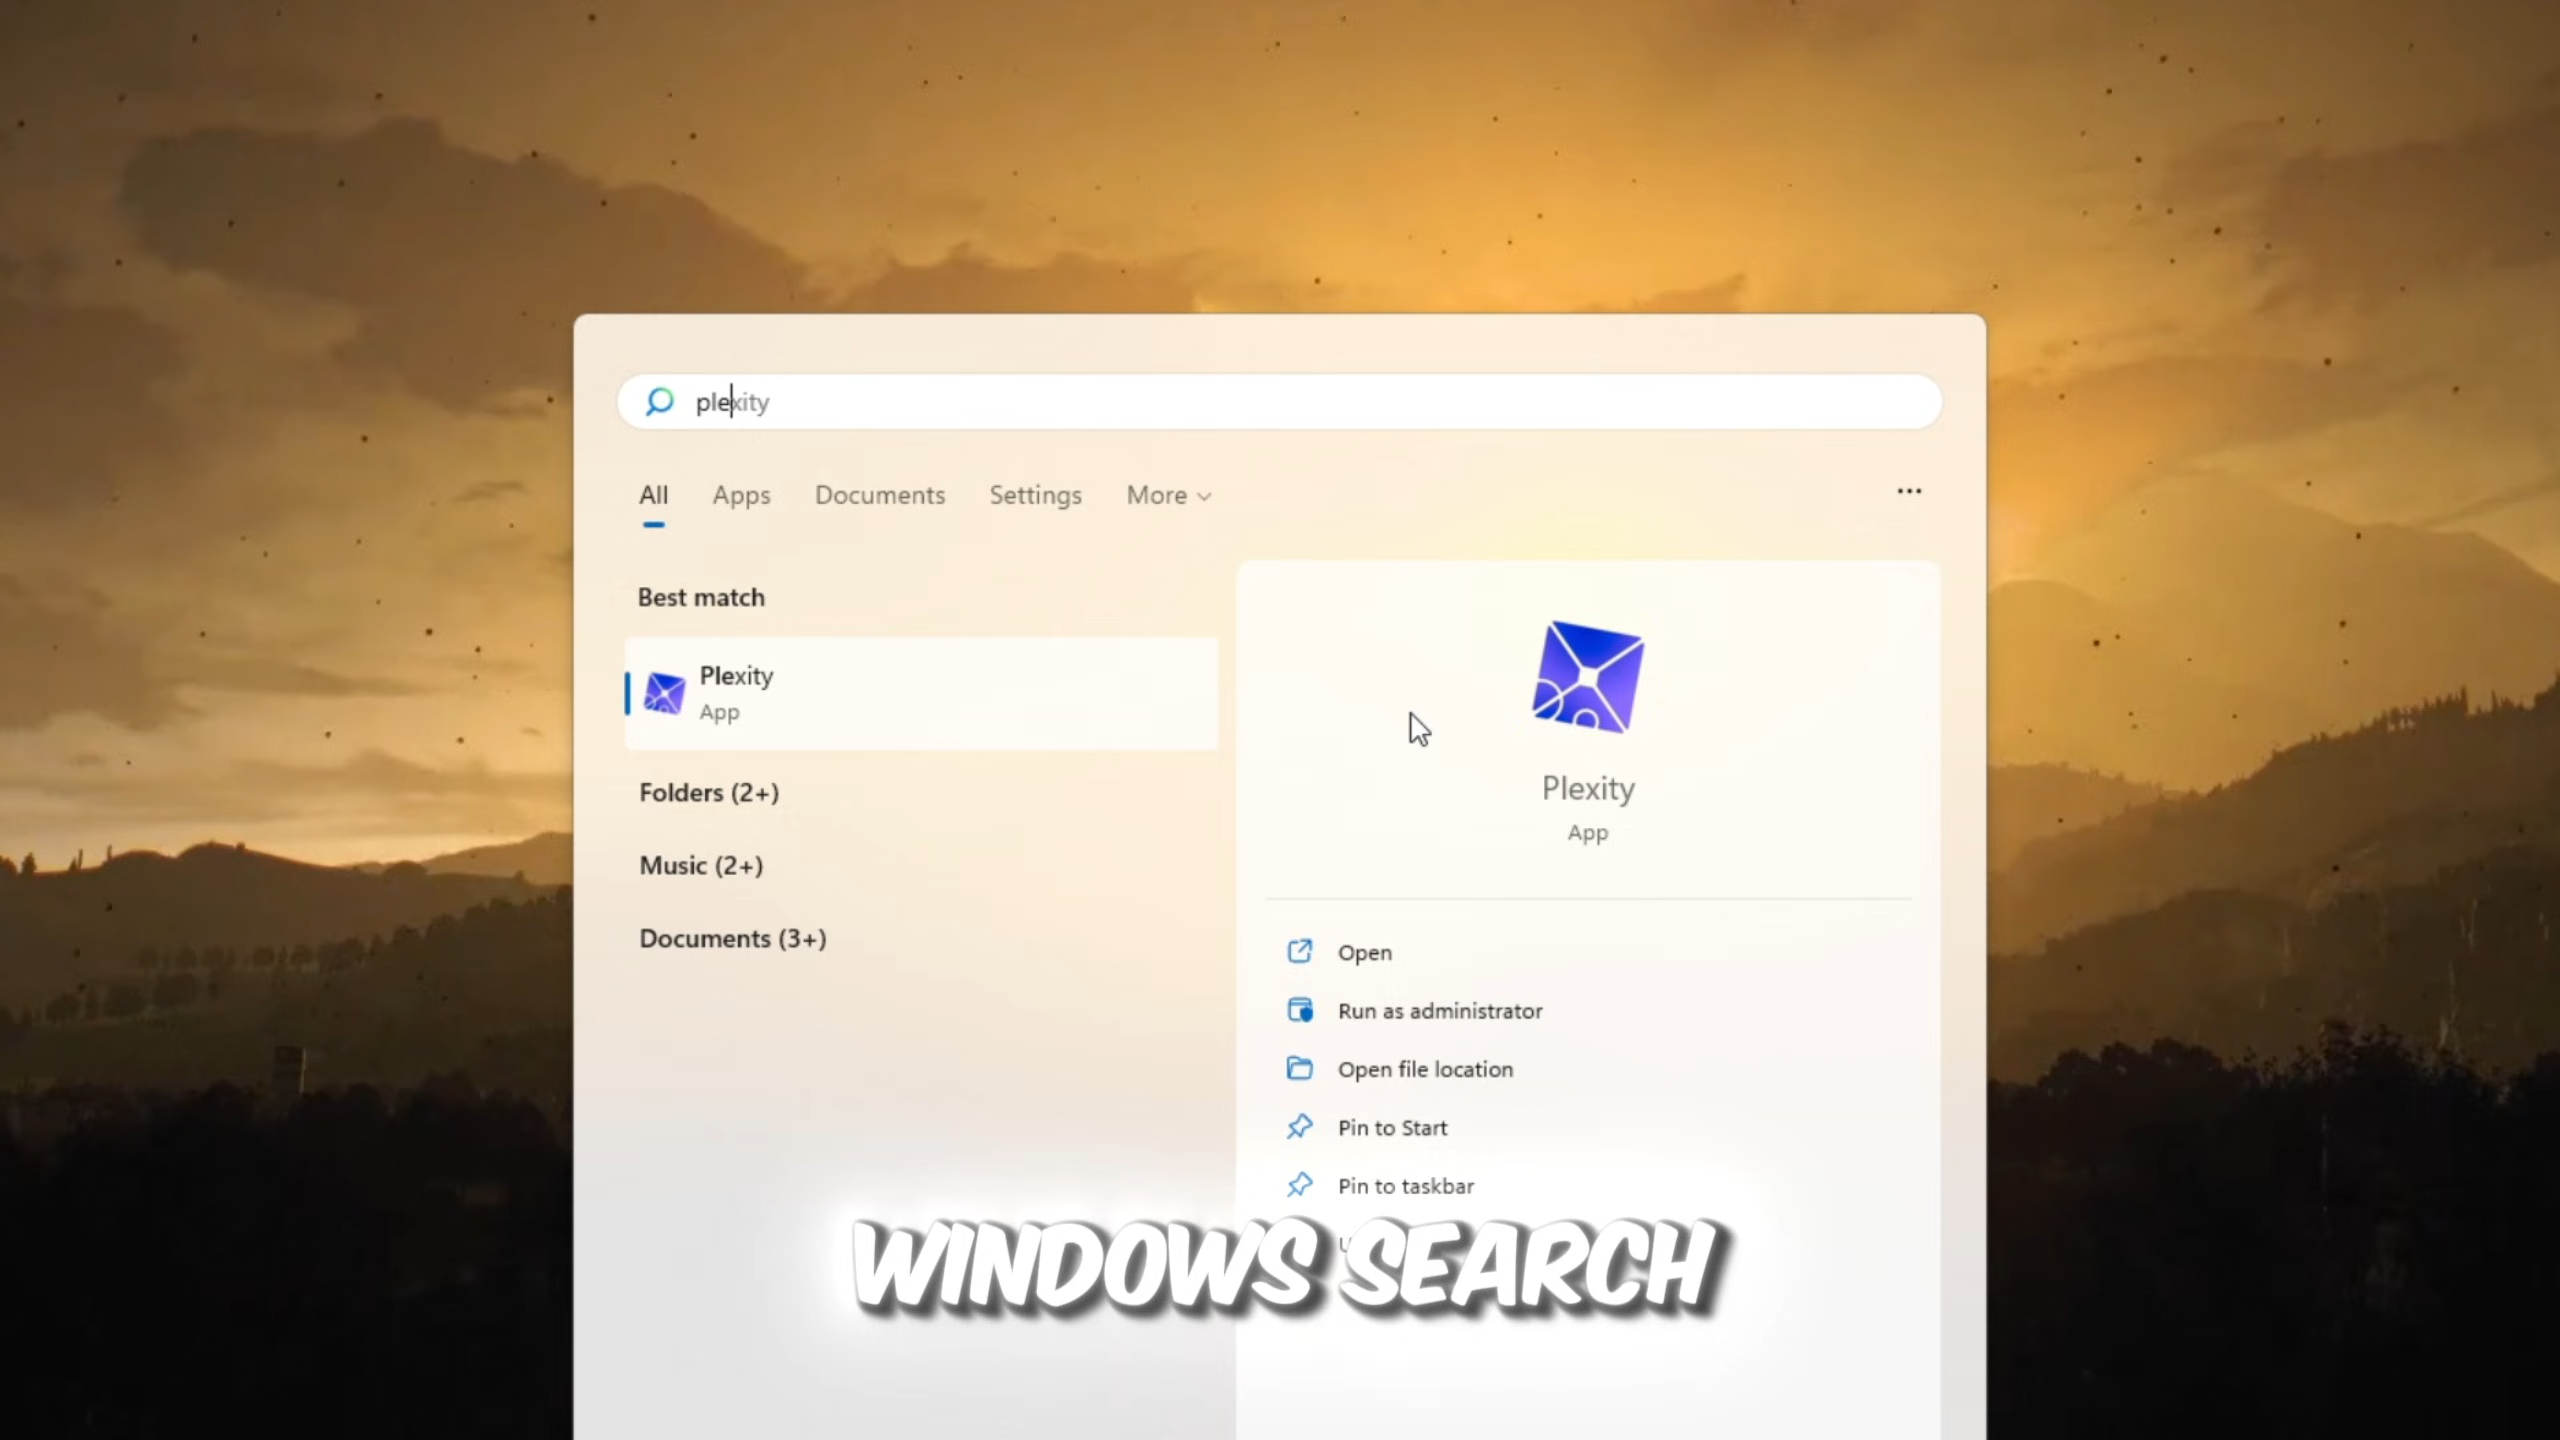 plexity
All Apps Documents Settings More
Best match
Plexity
App
Folders (2+)
Music (2+)
Documents (3+)
Plexity
App
Open
Run as administrator
Open file location
Pin to Start
Pin to taskbar
WINDOWS SEARCH